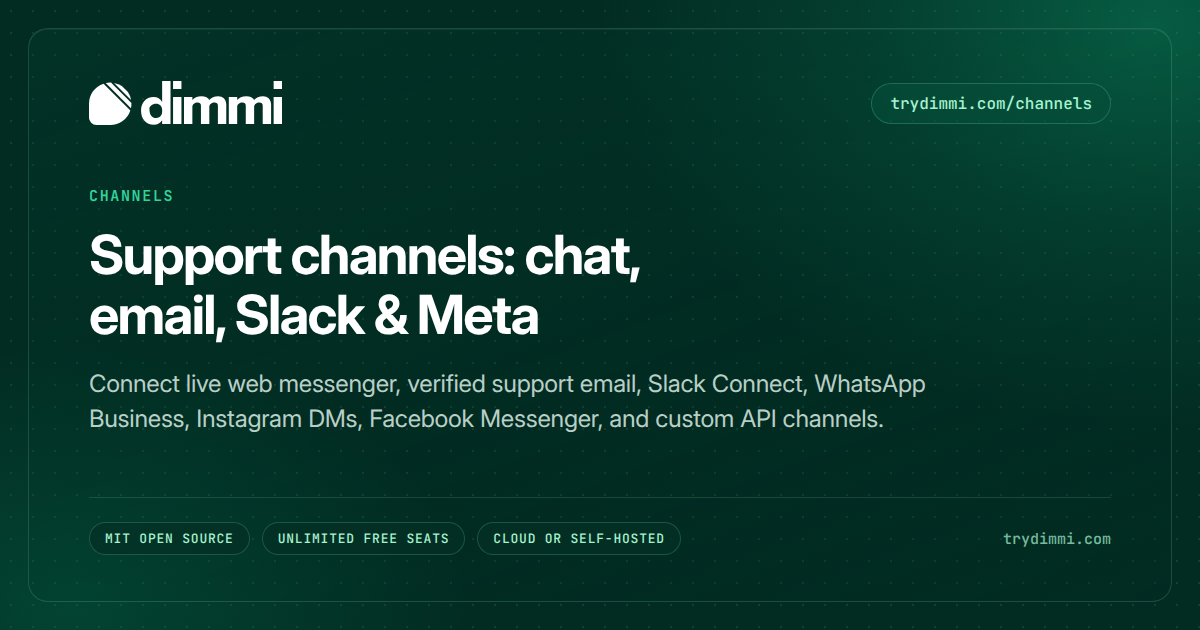 dimmi
trydimmi.com/channels
CHANNELS
Support channels: chat,
email, Slack & Meta
Connect live web messenger, verified support email, Slack Connect, WhatsApp
Business, Instagram DMs, Facebook Messenger, and custom API channels.
MIT OPEN SOURCE
UNLIMITED FREE SEATS
CLOUD OR SELF-HOSTED
trydimmi.com